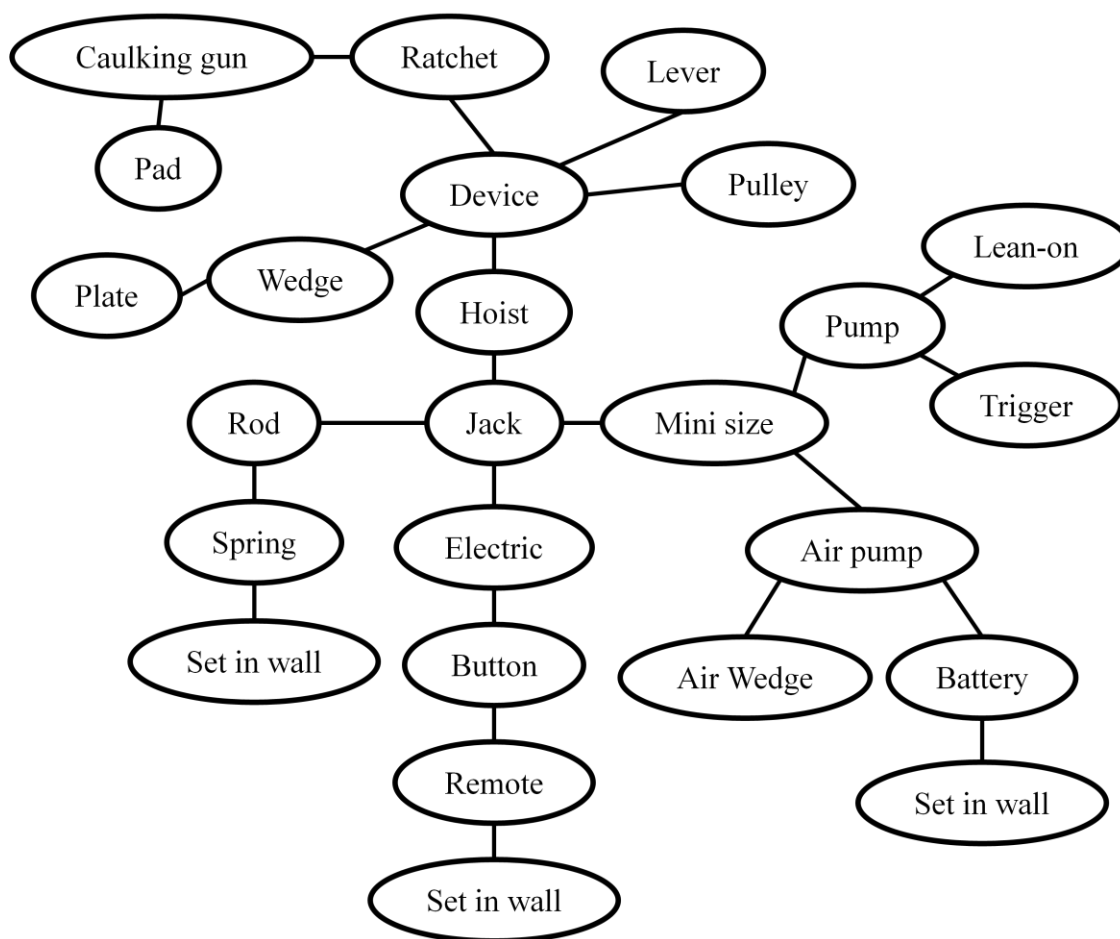 Caulking gun
Ratchet
Lever
Pad
Device
Pulley
Lean-on
Plate
Wedge
Hoist
Pump
Trigger
Rod
Jack
Mini size
Spring
Electric
Air pump
Set in wall
Button
Air Wedge
Battery
Remote
Set in wall
Set in wall